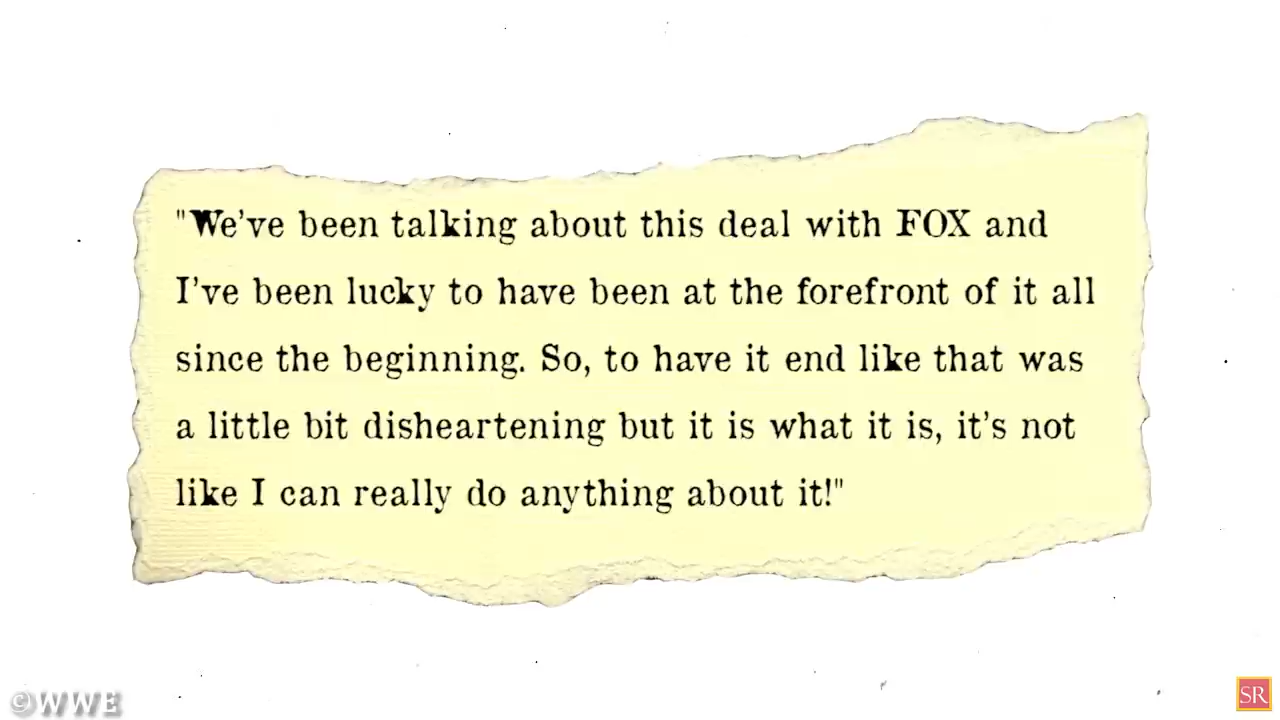 "We've been talking about this deal with FOX and
I've been lucky to have been at the forefront of it all
since the beginning. So, to have it end like that was
a little bit disheartening but it is what it is, it's not
like I can really do anything about it!"
©WWE
SR